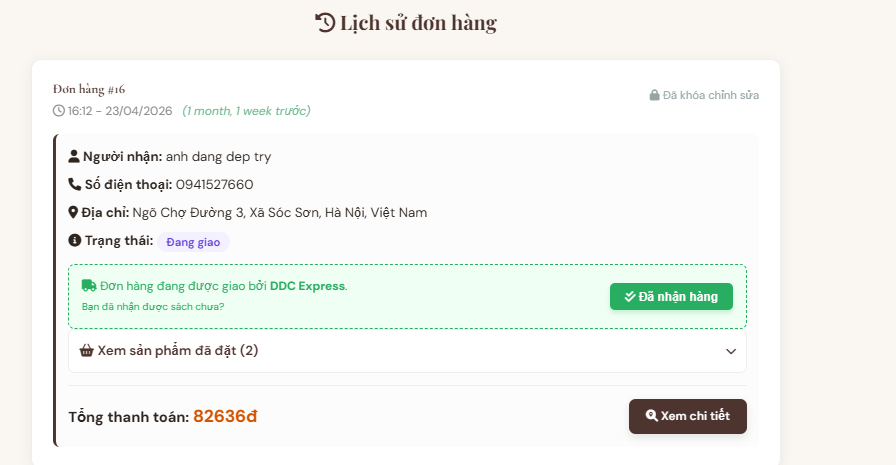 Lịch sử đơn hàng
Đơn hàng #16
16:12 - 23/04/2026 (1 month, 1 week trước)
Đã khóa chỉnh sửa
Người nhận: anh dang dep try
Số điện thoại: 0941527660
Địa chỉ: Ngõ Chợ Đường 3, Xã Sóc Sơn, Hà Nội, Việt Nam
Trạng thái: Đang giao
Đơn hàng đang được giao bởi DDC Express.
Bạn đã nhận được sách chưa?
Đã nhận hàng
Xem sản phẩm đã đặt (2)
Tổng thanh toán: 82636đ
Xem chi tiết